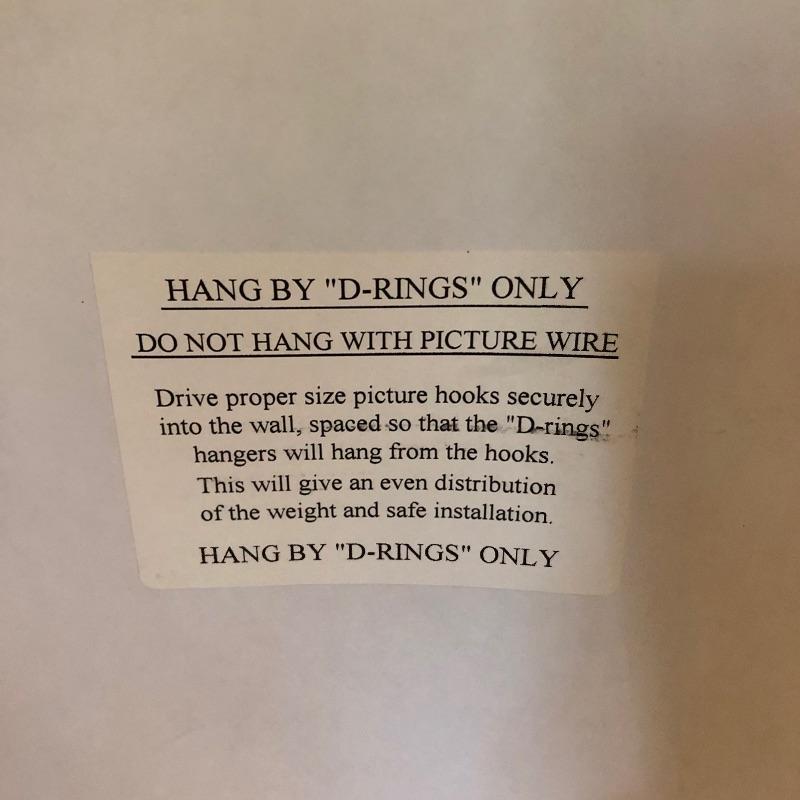 HANG BY "D-RINGS" ONLY
DO NOT HANG WITH PICTURE WIRE
Drive proper size picture hooks securely
into the wall, spaced so that the "D-rings"
hangers will hang from the hooks.
This will give an even distribution
of the weight and safe installation.
HANG BY "D-RINGS" ONLY